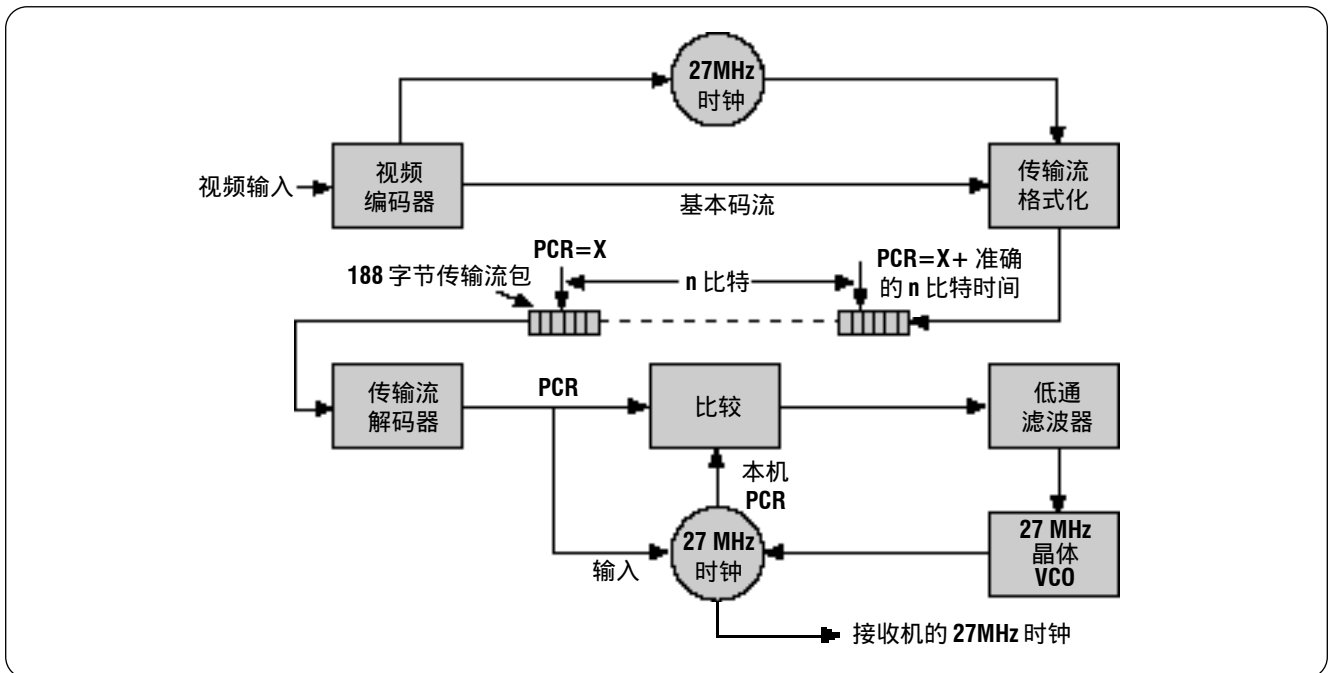 27MHz
时钟
视频输入
视频
编码器
基本码流
传输流
格式化
188 字节传输流包
PCR=X
n 比特
PCR=X+ 准确
的 n 比特时间
传输流
解码器
PCR
比较
低通
滤波器
本机
PCR
输入
27 MHz
时钟
27 MHz
晶体
VCO
接收机的 27MHz 时钟